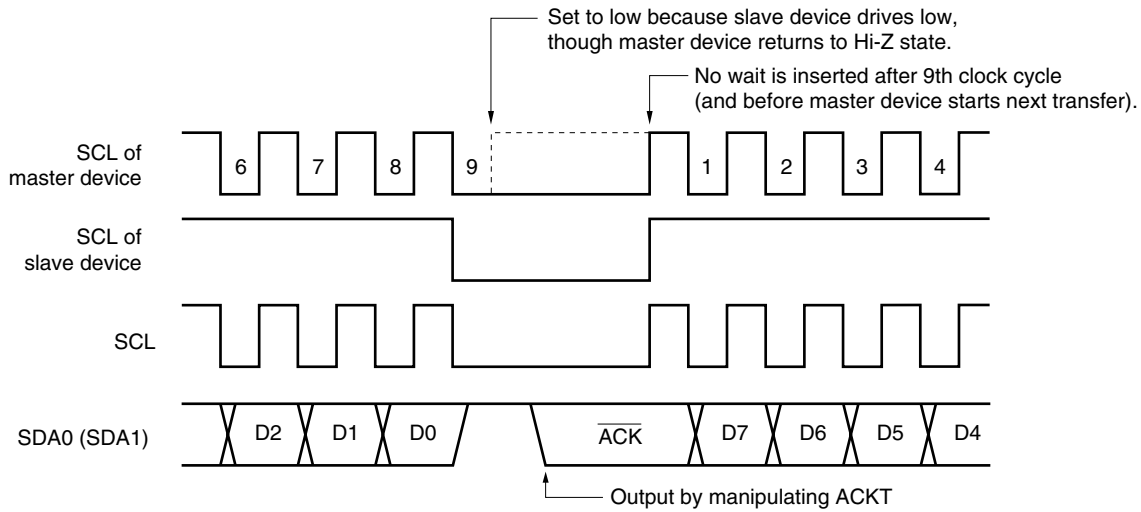 Set to low because slave device drives low,
though master device returns to Hi-Z state.
No wait is inserted after 9th clock cycle
(and before master device starts next transfer).
SCL of
master device
6 7 8 9 1 2 3 4
SCL of
slave device
SCL
SDA0 (SDA1)
D2 D1 D0 ACK D7 D6 D5 D4
Output by manipulating ACKT